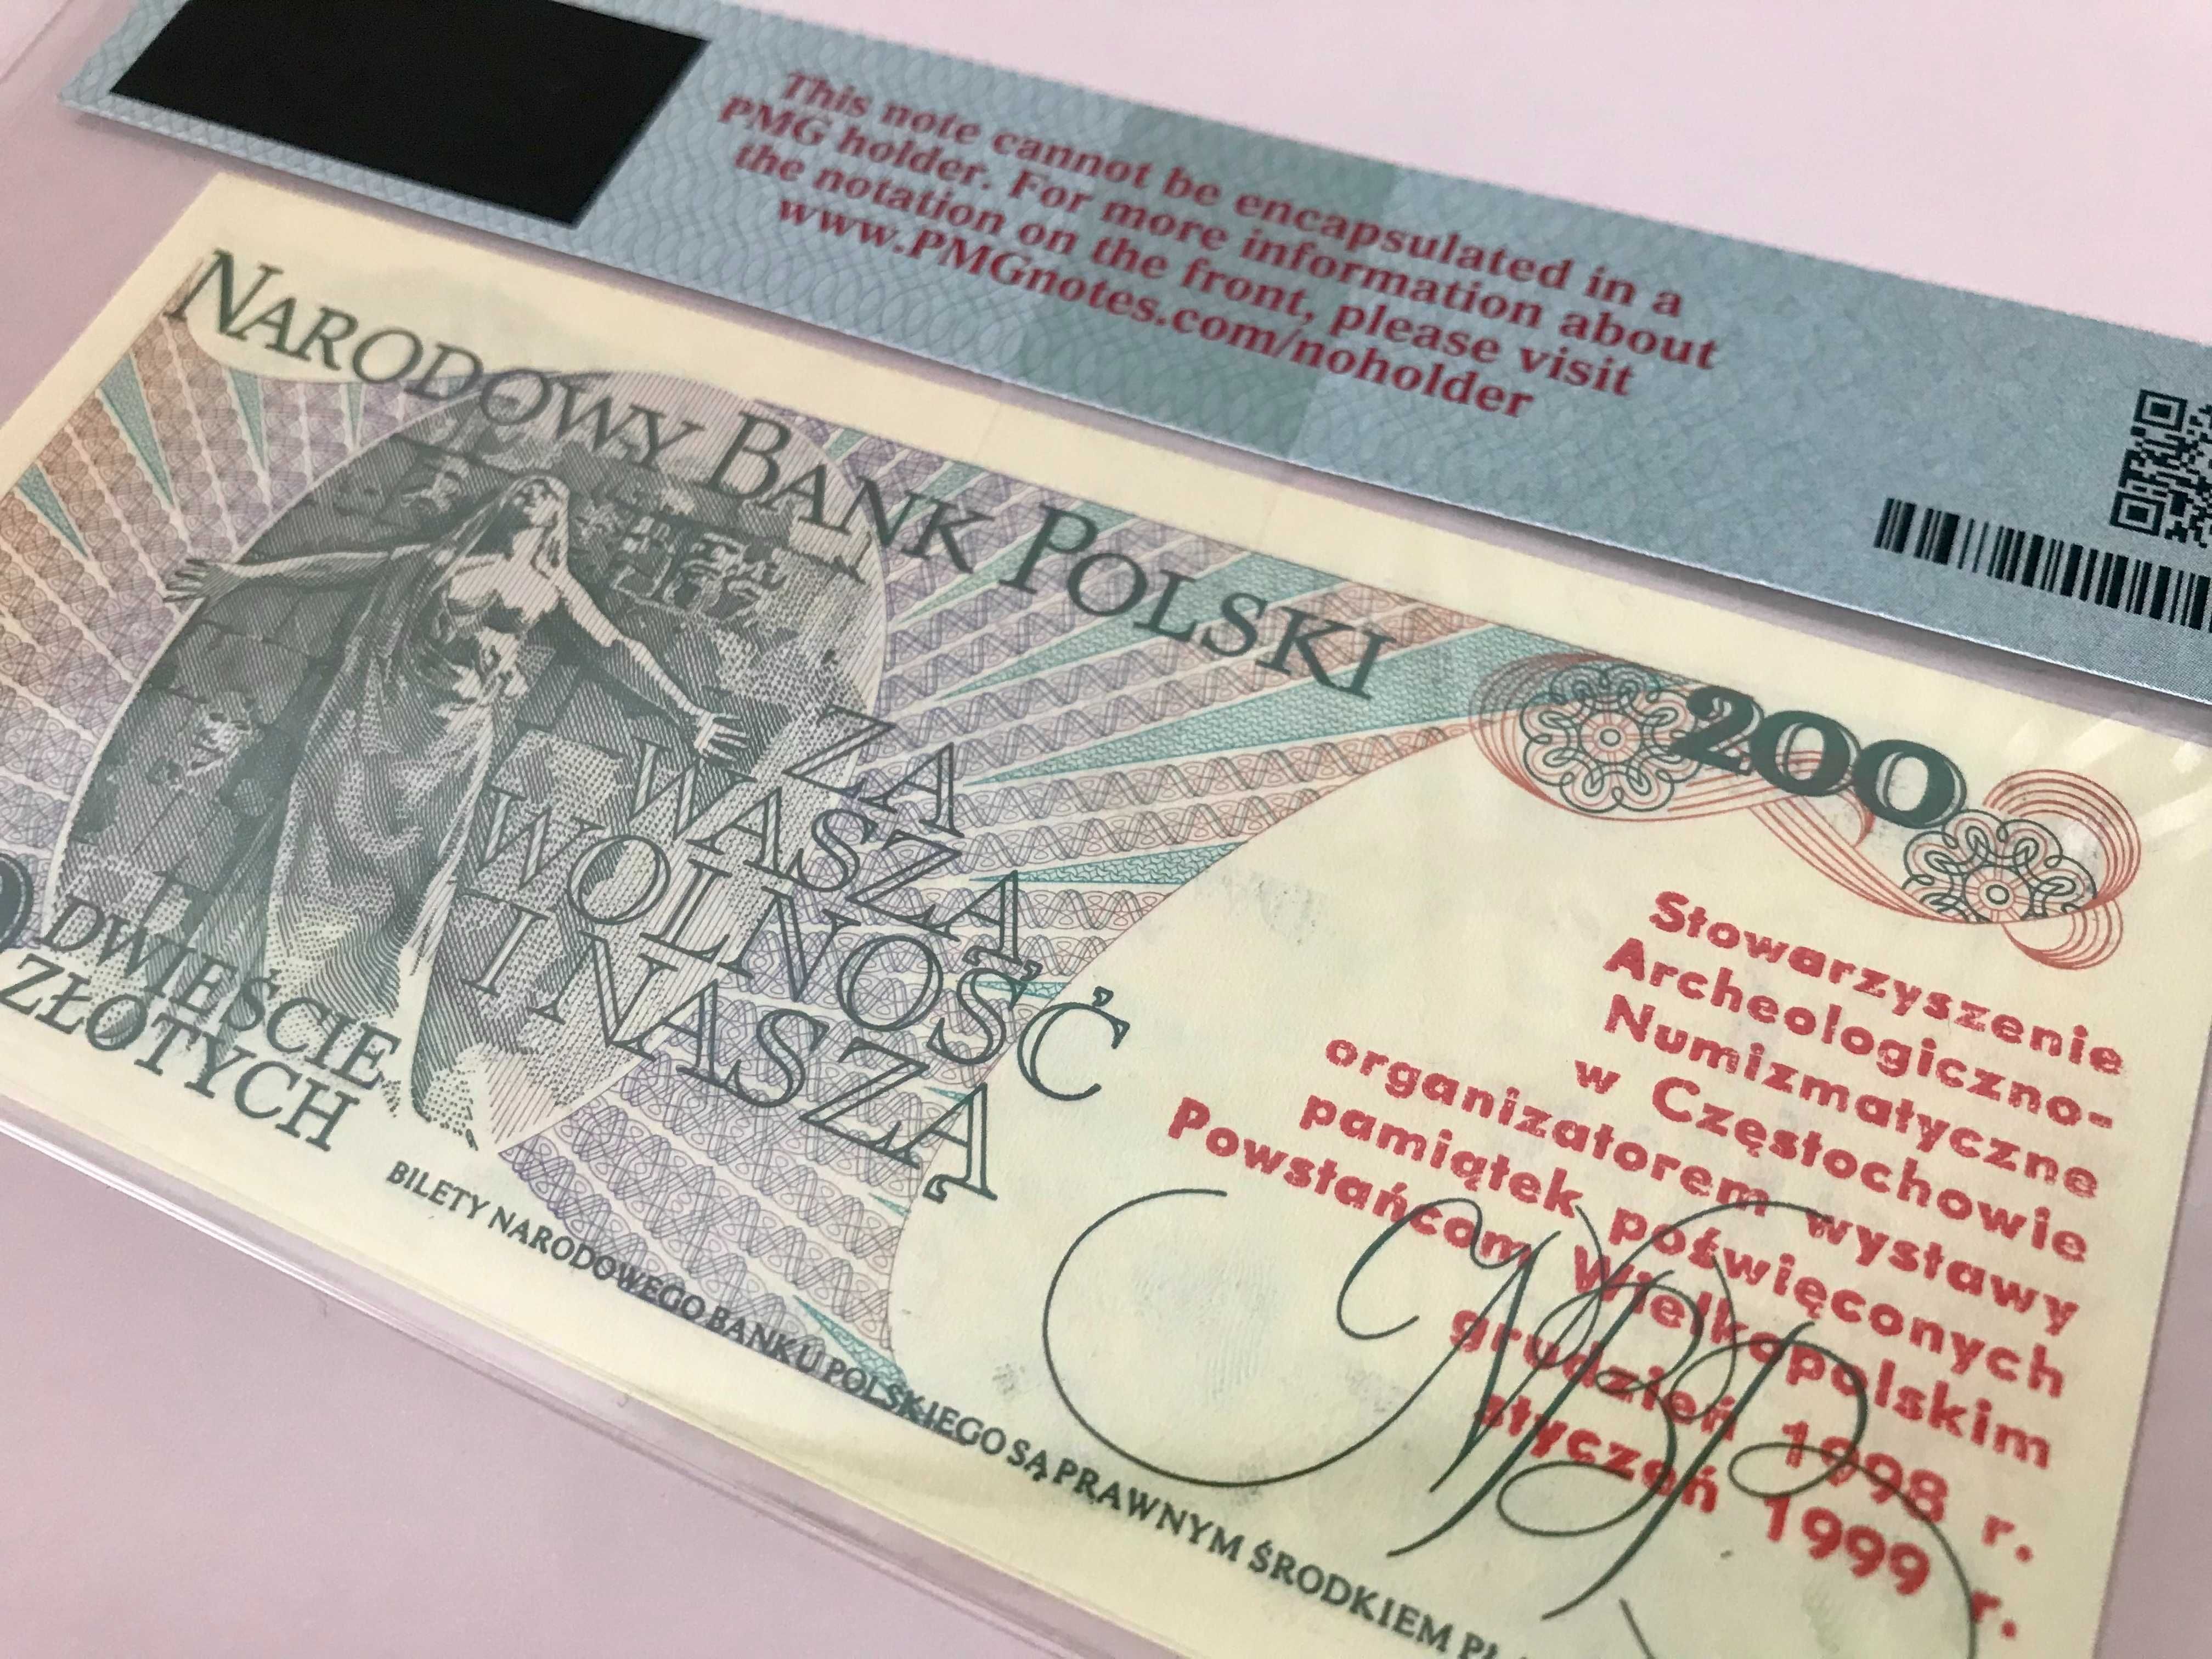 This note cannot be encapsulated in a
PMG holder. For more information about
the notation on the front, please visit
www.PMGnotes.com/noholder
NARODOWY BANK POLSKI
200
ZA
WASZĄ
WOLNOŚĆ
I NASZĄ
DWIEŚCIE
ZŁOTYCH
BILETY NARODOWEGO BANKU POLSKIEGO SĄ PRAWNYM ŚRODKIEM
Stowarzyszenie
Archeologiczno-
Numizmatyczne
w Częstochowie
organizatorem wystawy
pamiątek poświęconych
Powstańcom Wielkopolskim
grudzień 1998 r.
styczeń 1999 r.
NBP